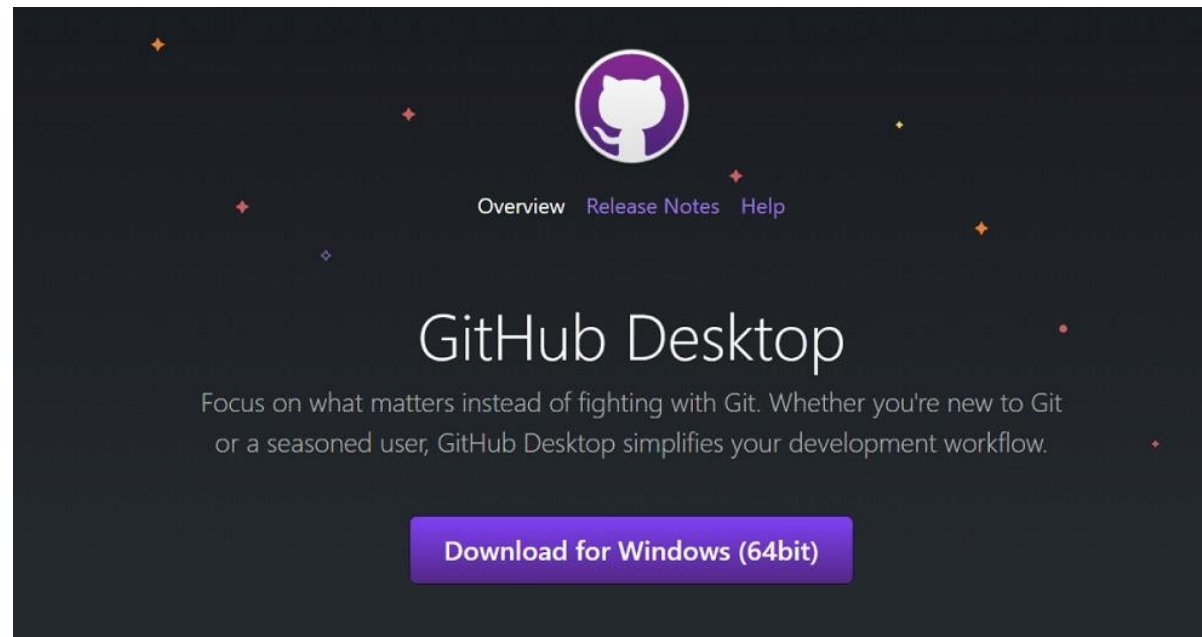 Overview Release Notes Help
GitHub Desktop
Focus on what matters instead of fighting with Git. Whether you're new to Git
or a seasoned user, GitHub Desktop simplifies your development workflow.
Download for Windows (64bit)